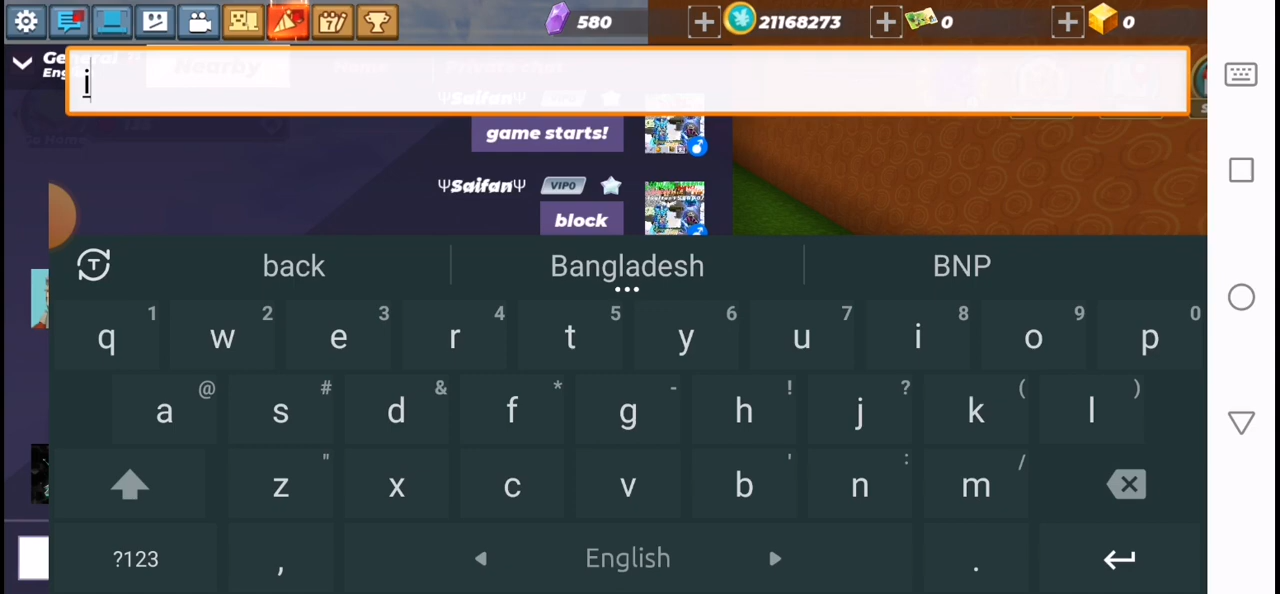 580
21168273
0
0
General
Eng
Nearby
i
ΨSaifanΨ
game starts!
ΨSaifanΨ VIP0
block
back Bangladesh BNP
1 2 3 4 5 6 7 8 9 0
q w e r t y u i o p
@ # & * - ! ? ( )
a s d f g h j k l
" ' : /
z x c v b n m
?123 , English .